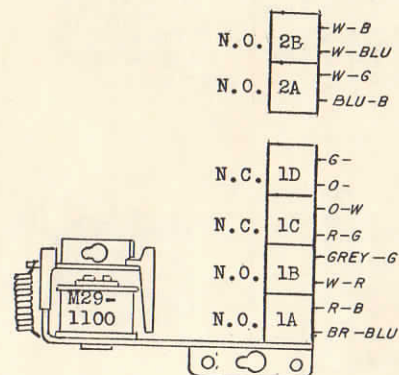 W-B
N.O. 2B
W-BLU
W-G
N.O. 2A
BLU-B
G-
N.C. 1D
O-
O-W
N.C. 1C
R-G
GREY-G
N.O. 1B
W-R
M29-
1100
R-B
N.O. 1A
BR-BLU